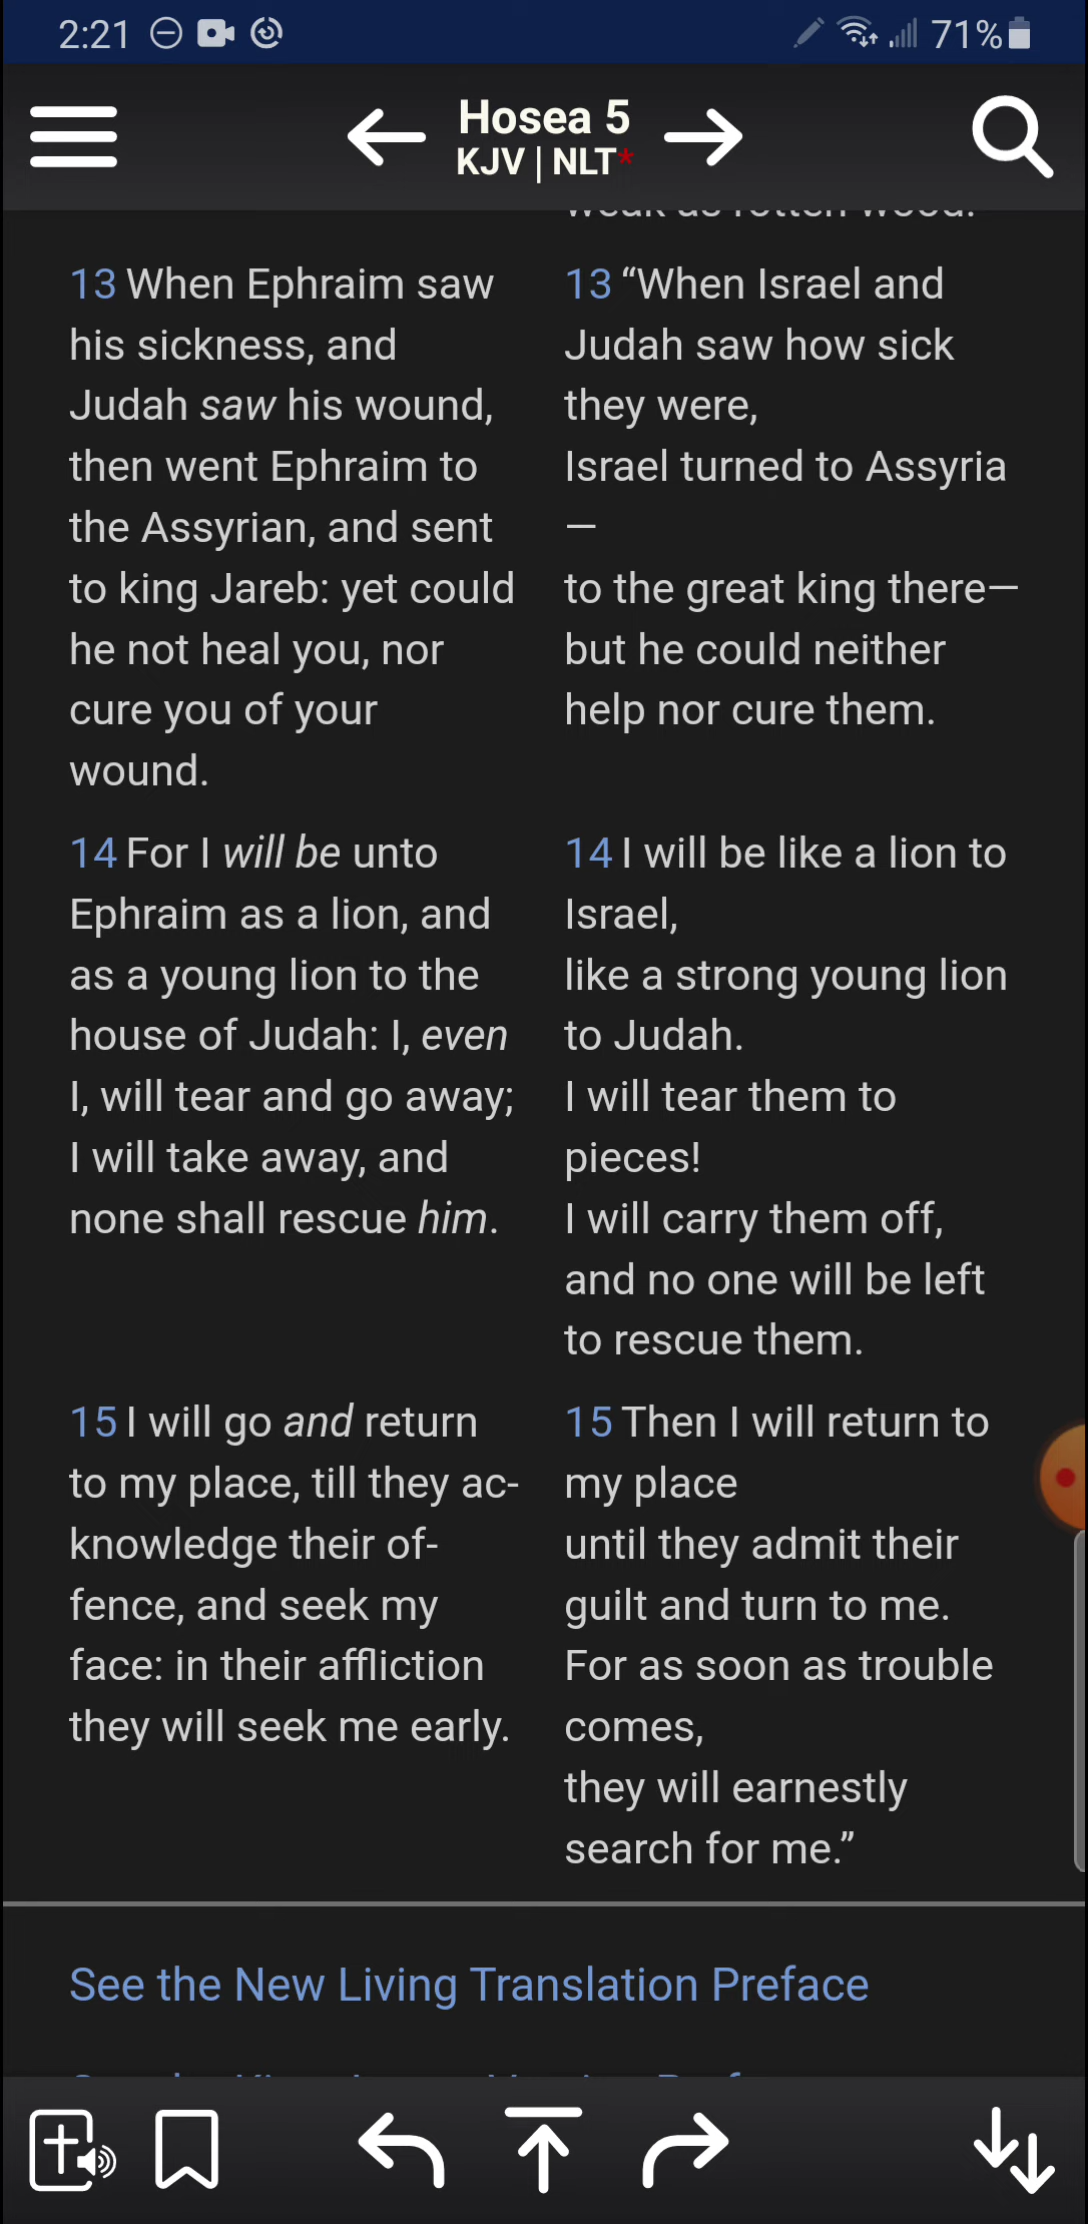 2:21
71%
Hosea 5
KJV | NLT*
weak as rotten wood.
13 When Ephraim saw
his sickness, and
Judah saw his wound,
then went Ephraim to
the Assyrian, and sent
to king Jareb: yet could
he not heal you, nor
cure you of your
wound.
13 “When Israel and
Judah saw how sick
they were,
Israel turned to Assyria
—
to the great king there—
but he could neither
help nor cure them.
14 For I will be unto
Ephraim as a lion, and
as a young lion to the
house of Judah: I, even
I, will tear and go away;
I will take away, and
none shall rescue him.
14 I will be like a lion to
Israel,
like a strong young lion
to Judah.
I will tear them to
pieces!
I will carry them off,
and no one will be left
to rescue them.
15 I will go and return
to my place, till they ac-
knowledge their of-
fence, and seek my
face: in their affliction
they will seek me early.
15 Then I will return to
my place
until they admit their
guilt and turn to me.
For as soon as trouble
comes,
they will earnestly
search for me.”
See the New Living Translation Preface